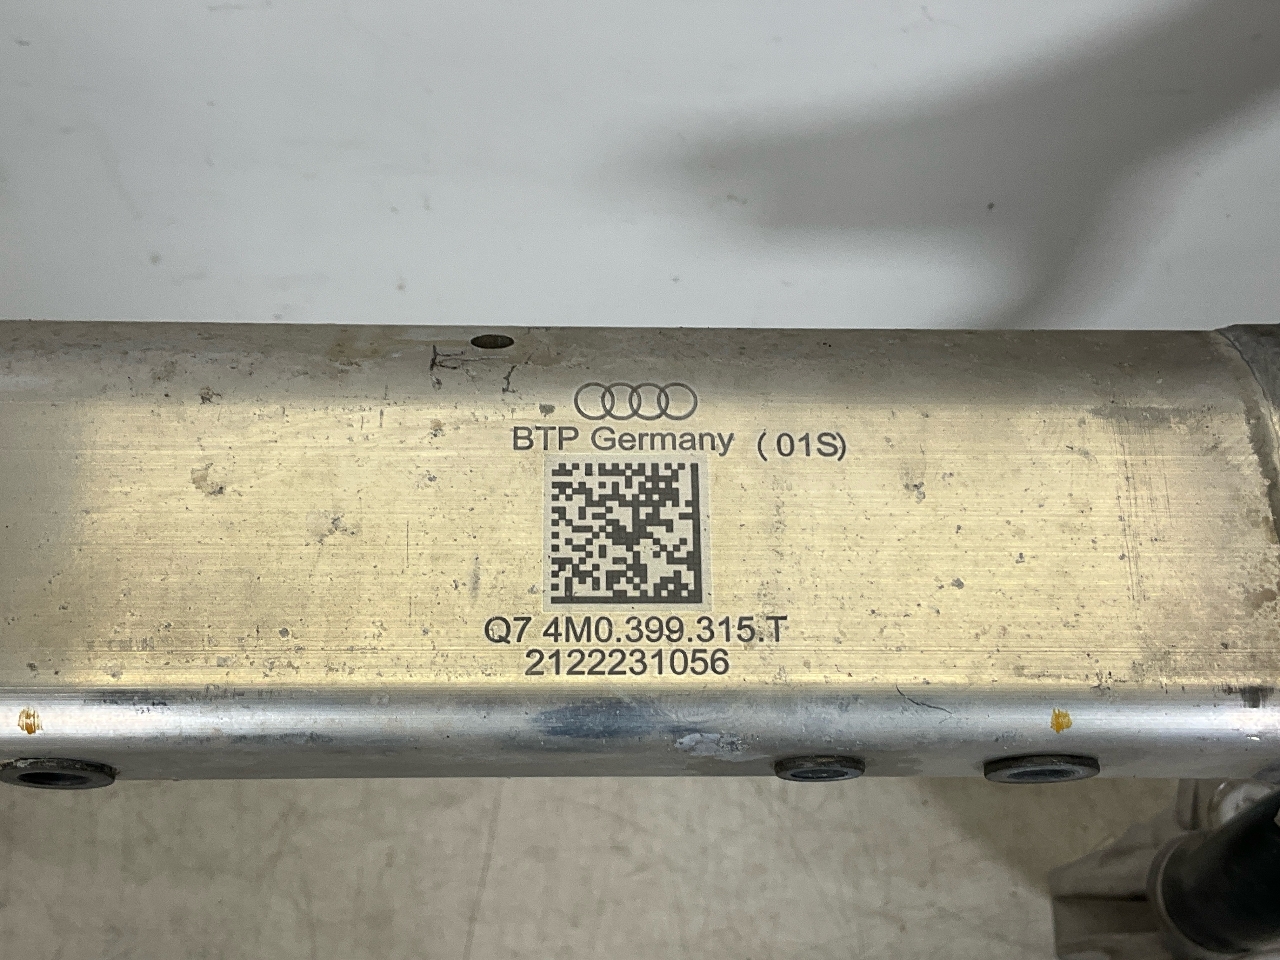 BTP Germany (01S)
Q7 4M0.399.315.T
2122231056